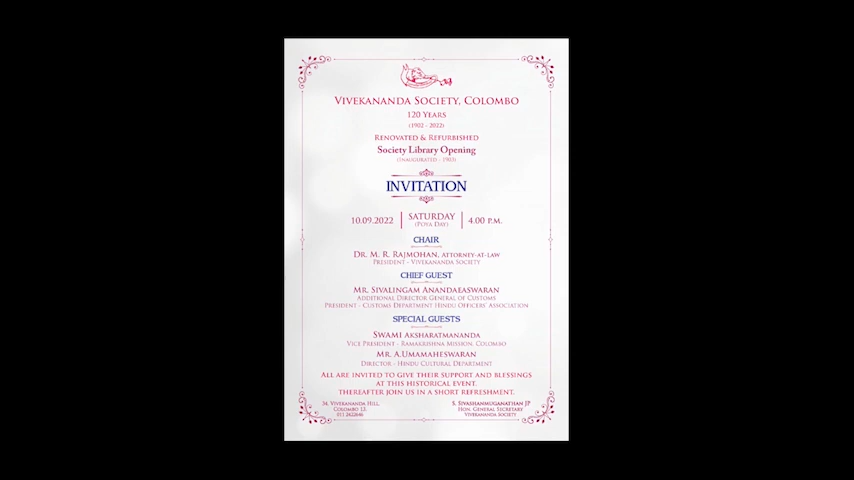 Vivekananda Society, Colombo
120 Years
(1902 - 2022)
Renovated & Refurbished
Society Library Opening
(Inaugurated - 1903)
INVITATION
10.09.2022 | SATURDAY | 4.00 P.M.
(Poya Day)
CHAIR
Dr. M. R. Rajmohan, Attorney-at-law
President - Vivekananda Society
CHIEF GUEST
Mr. Sivalingam Anandaeaswaran
Additional Director General of Customs
President - Customs Department Hindu Officers' Association
SPECIAL GUESTS
Swami Aksharatmananda
Vice President - Ramakrishna Mission, Colombo
Mr. A.Umamaheswaran
Director - Hindu Cultural Department
All are invited to give their support and blessings
at this historical event.
Thereafter join us in a short refreshment.
34, Vivekananda Hill,
Colombo 13.
011 2422646
S. Sivashanmuganathan JP
Hon. General Secretary
Vivekananda Society